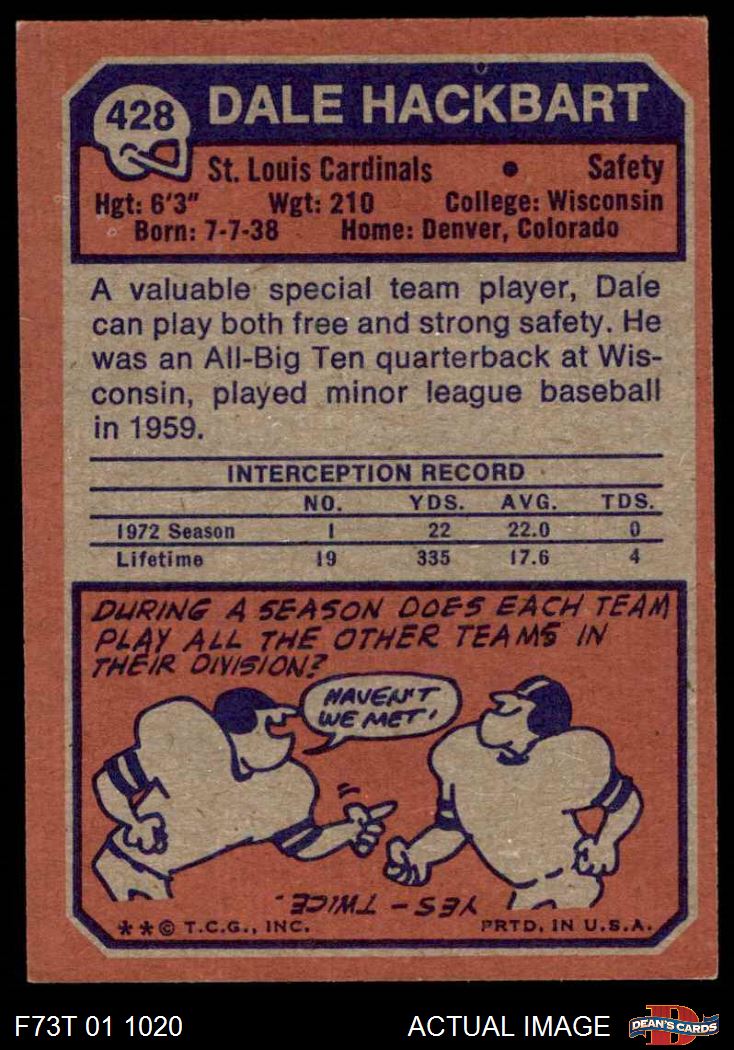 428 DALE HACKBART
St. Louis Cardinals • Safety
Hgt: 6'3" Wgt: 210 College: Wisconsin
Born: 7-7-38 Home: Denver, Colorado
A valuable special team player, Dale
can play both free and strong safety. He
was an All-Big Ten quarterback at Wis-
consin, played minor league baseball
in 1959.
INTERCEPTION RECORD
NO. YDS. AVG. TDS.
1972 Season 1 22 22.0 0
Lifetime 19 335 17.6 4
DURING A SEASON DOES EACH TEAM
PLAY ALL THE OTHER TEAMS IN
THEIR DIVISION?
HAVEN'T
WE MET!
YES - TWICE.
**© T.C.G., INC. PRTD. IN U.S.A.
F73T 01 1020 ACTUAL IMAGE D DEAN'S CARDS